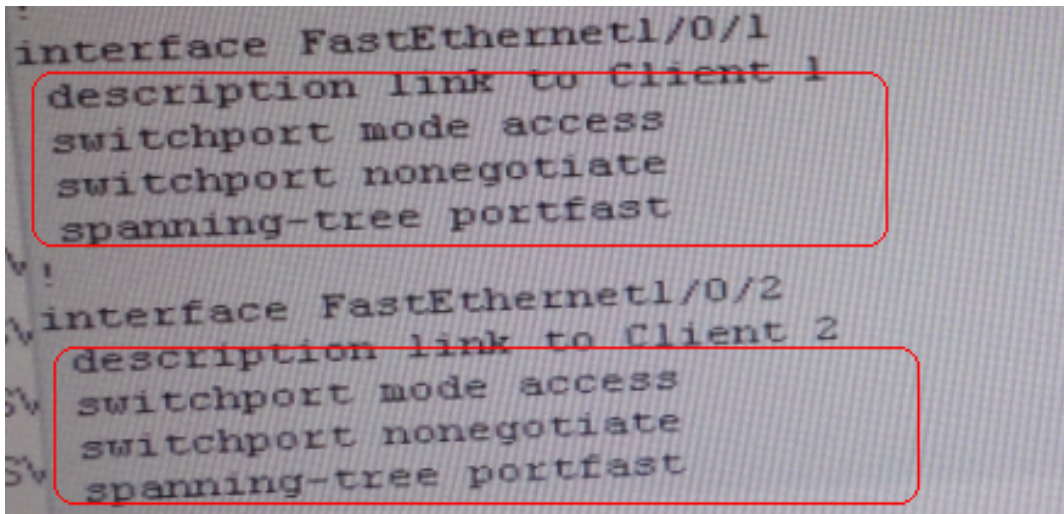 !
interface FastEthernet1/0/1
description link to Client 1
switchport mode access
switchport nonegotiate
spanning-tree portfast
!
interface FastEthernet1/0/2
description link to Client 2
switchport mode access
switchport nonegotiate
spanning-tree portfast